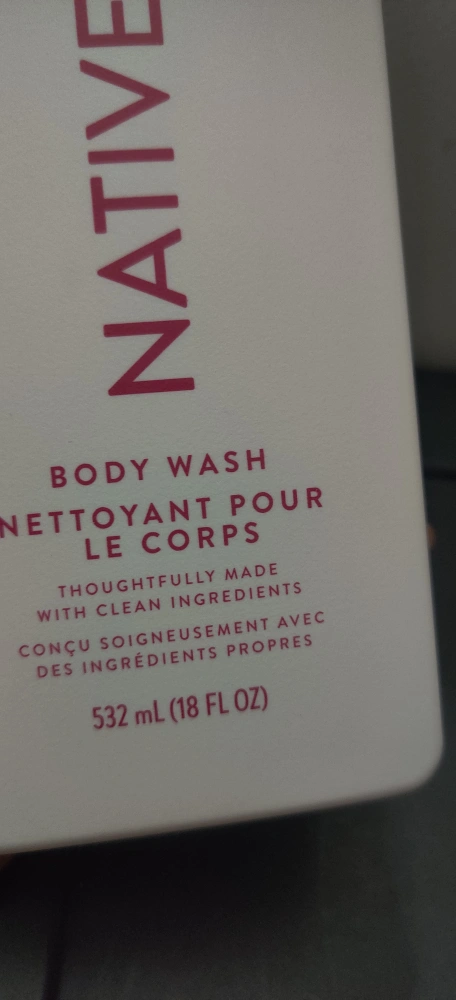 NATIVE
BODY WASH
NETTOYANT POUR
LE CORPS
THOUGHTFULLY MADE
WITH CLEAN INGREDIENTS
CONÇU SOIGNEUSEMENT AVEC
DES INGRÉDIENTS PROPRES
532 mL (18 FL OZ)